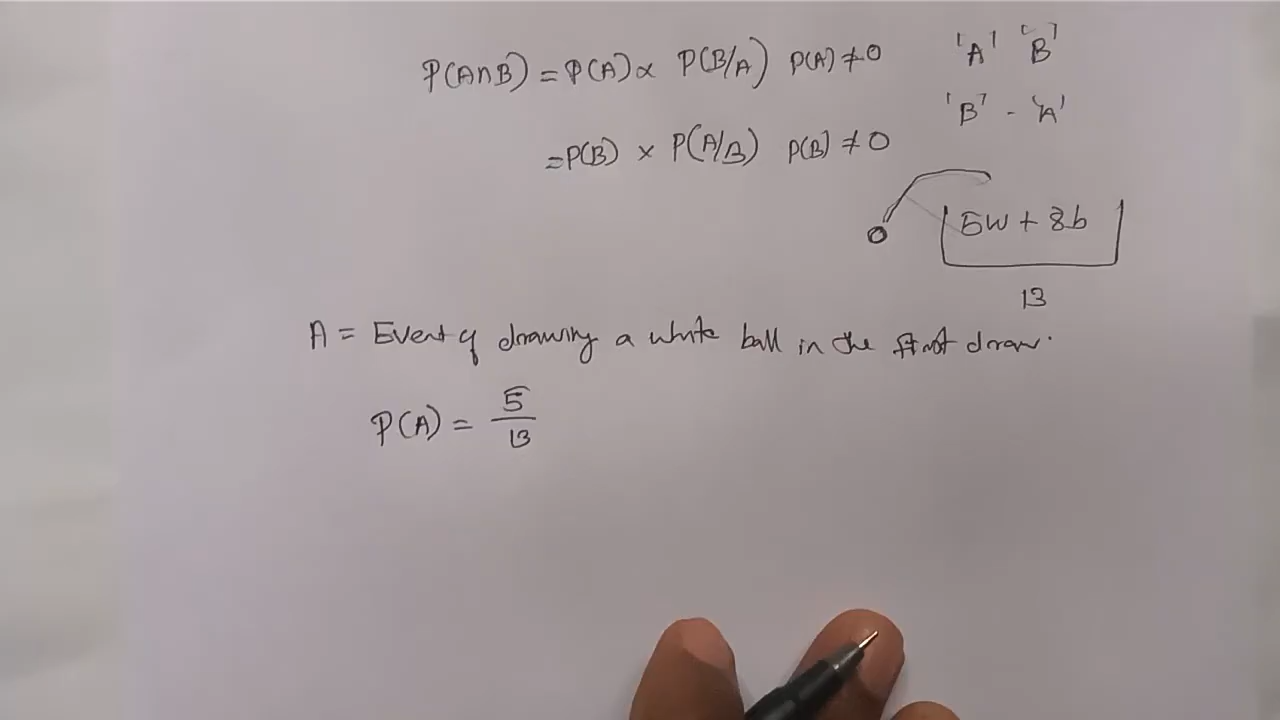 P(A∩B) = P(A) × P(B/A) P(A) ≠ 0 'A' 'B'
'B' - 'A'
= P(B) × P(A/B) P(B) ≠ 0
5W + 8b
13
A = Event of drawing a white ball in the first draw.
P(A) = 5/13